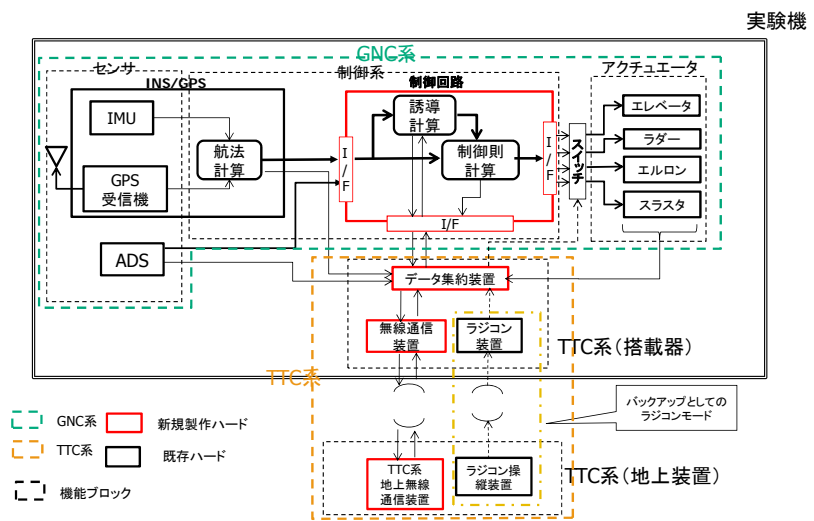 実験機
GNC系
センサ
制御系
アクチュエータ
INS/GPS
制御回路
IMU
GPS
受信機
航法
計算
I
/
F
誘導
計算
制御則
計算
I
/
F
スイッチ
エレベータ
ラダー
エルロン
スラスタ
I/F
ADS
データ集約装置
無線通信
装置
ラジコン
装置
TTC系（搭載器）
TTC系
バックアップとしての
ラジコンモード
GNC系
新規製作ハード
TTC系
既存ハード
機能ブロック
TTC系
地上無線
通信装置
ラジコン操
縦装置
TTC系（地上装置）